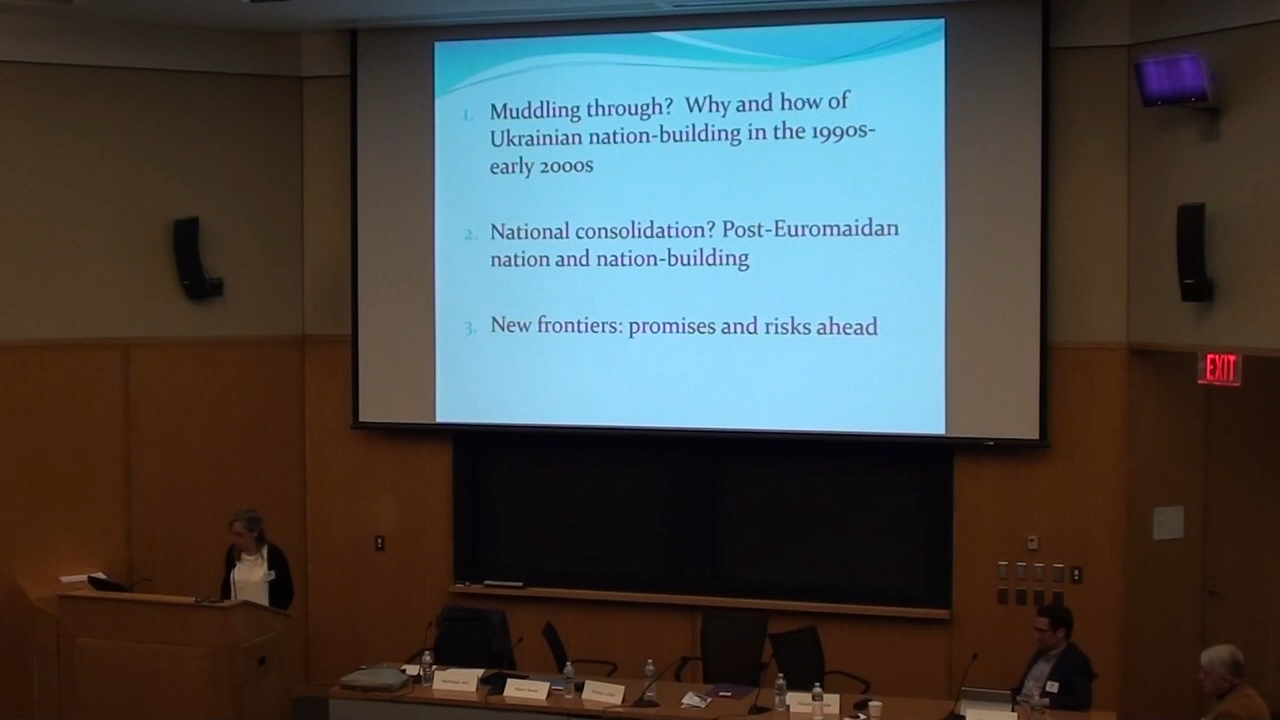 1. Muddling through? Why and how of
Ukrainian nation-building in the 1990s-
early 2000s
2. National consolidation? Post-Euromaidan
nation and nation-building
3. New frontiers: promises and risks ahead
EXIT